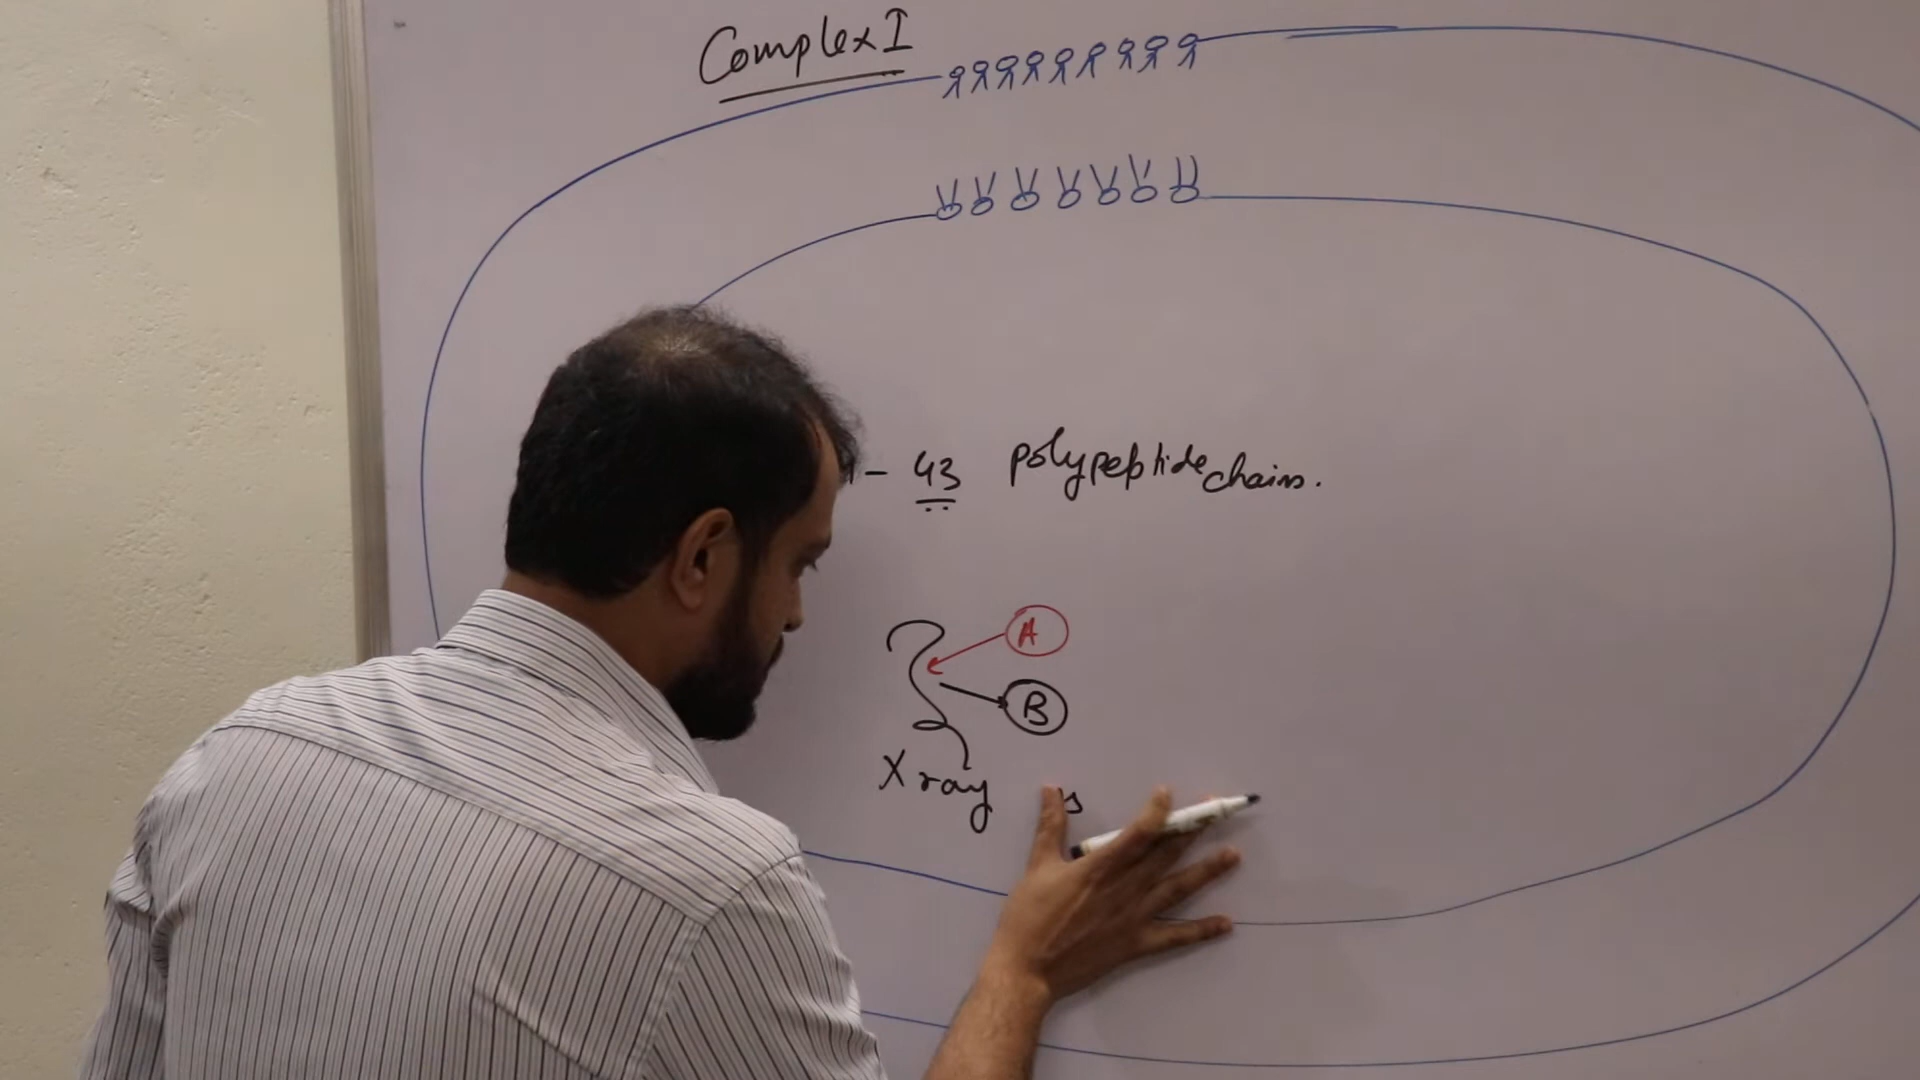 Complex I
- 43 polypeptide chains.
A
B
X ray